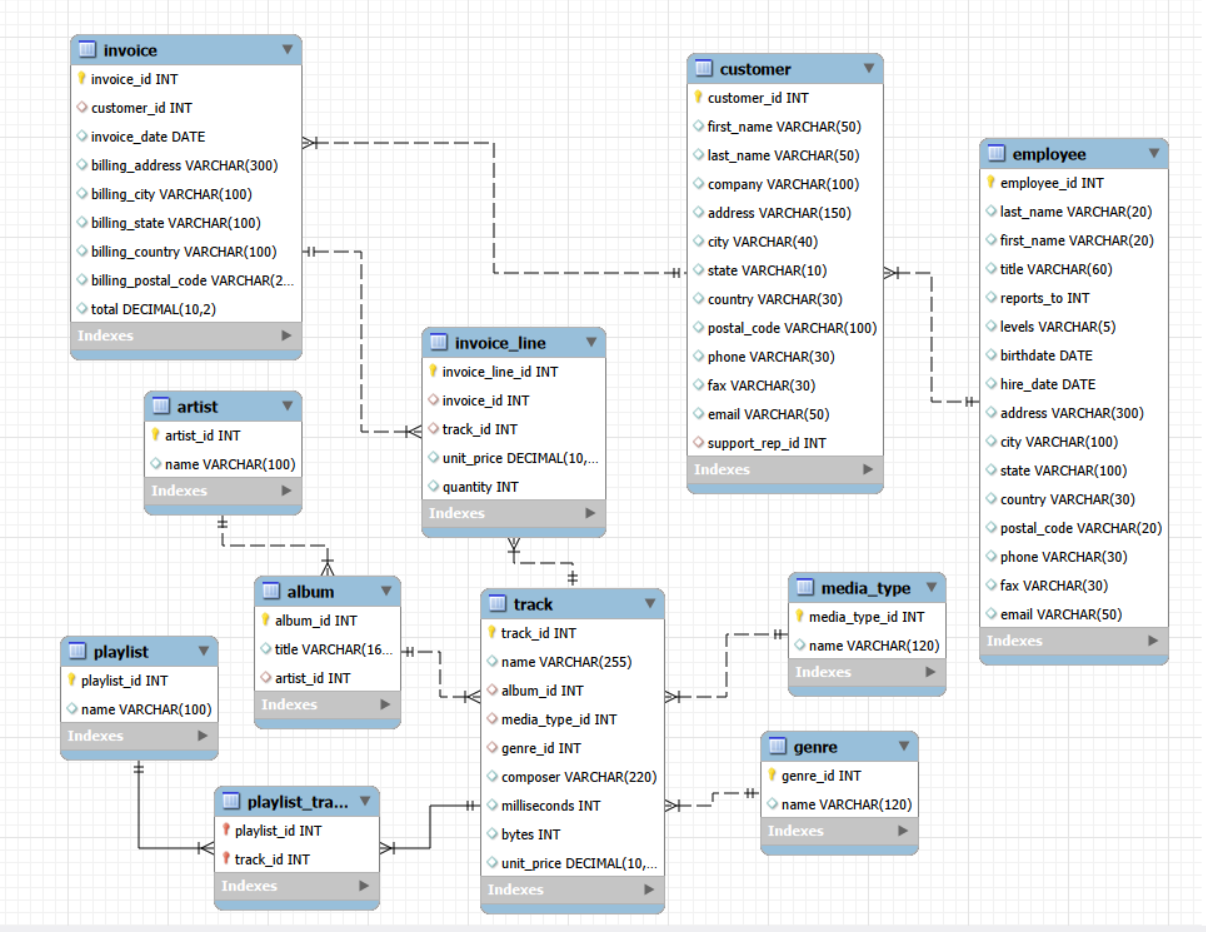 invoice
invoice_id INT
customer_id INT
invoice_date DATE
billing_address VARCHAR(300)
billing_city VARCHAR(100)
billing_state VARCHAR(100)
billing_country VARCHAR(100)
billing_postal_code VARCHAR(2...
total DECIMAL(10,2)
Indexes
customer
customer_id INT
first_name VARCHAR(50)
last_name VARCHAR(50)
company VARCHAR(100)
address VARCHAR(150)
city VARCHAR(40)
state VARCHAR(10)
country VARCHAR(30)
postal_code VARCHAR(100)
phone VARCHAR(30)
fax VARCHAR(30)
email VARCHAR(50)
support_rep_id INT
Indexes
employee
employee_id INT
last_name VARCHAR(20)
first_name VARCHAR(20)
title VARCHAR(60)
reports_to INT
levels VARCHAR(5)
birthdate DATE
hire_date DATE
address VARCHAR(300)
city VARCHAR(100)
state VARCHAR(100)
country VARCHAR(30)
postal_code VARCHAR(20)
phone VARCHAR(30)
fax VARCHAR(30)
email VARCHAR(50)
Indexes
invoice_line
invoice_line_id INT
invoice_id INT
track_id INT
unit_price DECIMAL(10,...
quantity INT
Indexes
artist
artist_id INT
name VARCHAR(100)
Indexes
album
album_id INT
title VARCHAR(16...
artist_id INT
Indexes
track
track_id INT
name VARCHAR(255)
album_id INT
media_type_id INT
genre_id INT
composer VARCHAR(220)
milliseconds INT
bytes INT
unit_price DECIMAL(10,...
Indexes
media_type
media_type_id INT
name VARCHAR(120)
Indexes
playlist
playlist_id INT
name VARCHAR(100)
Indexes
genre
genre_id INT
name VARCHAR(120)
Indexes
playlist_tra...
playlist_id INT
track_id INT
Indexes